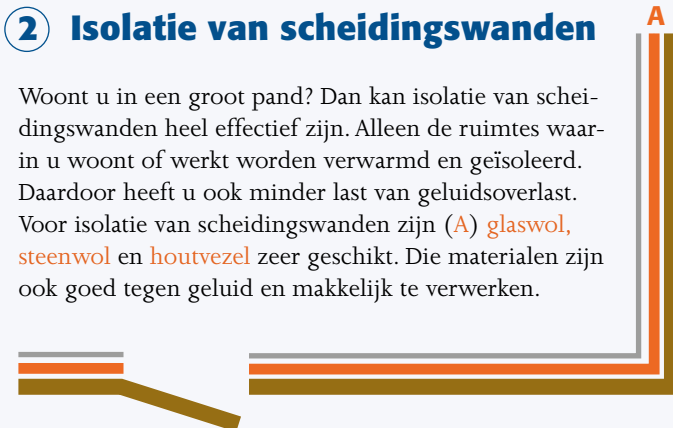 2 Isolatie van scheidingswanden
A
Woont u in een groot pand? Dan kan isolatie van schei-
dingswanden heel effectief zijn. Alleen de ruimtes waar-
in u woont of werkt worden verwarmd en geïsoleerd.
Daardoor heeft u ook minder last van geluidsoverlast.
Voor isolatie van scheidingswanden zijn (A) glaswol,
steenwol en houtvezel zeer geschikt. Die materialen zijn
ook goed tegen geluid en makkelijk te verwerken.